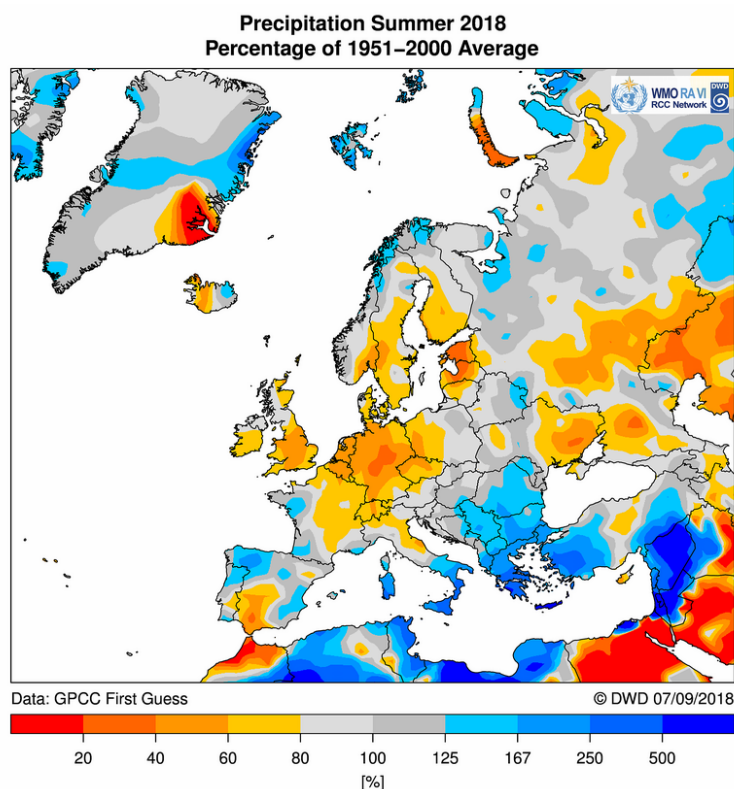 Precipitation Summer 2018
Percentage of 1951−2000 Average
WMO RA VI
RCC Network
DWD
Data: GPCC First Guess
© DWD 07/09/2018
20 40 60 80 100 125 167 250 500
[%]